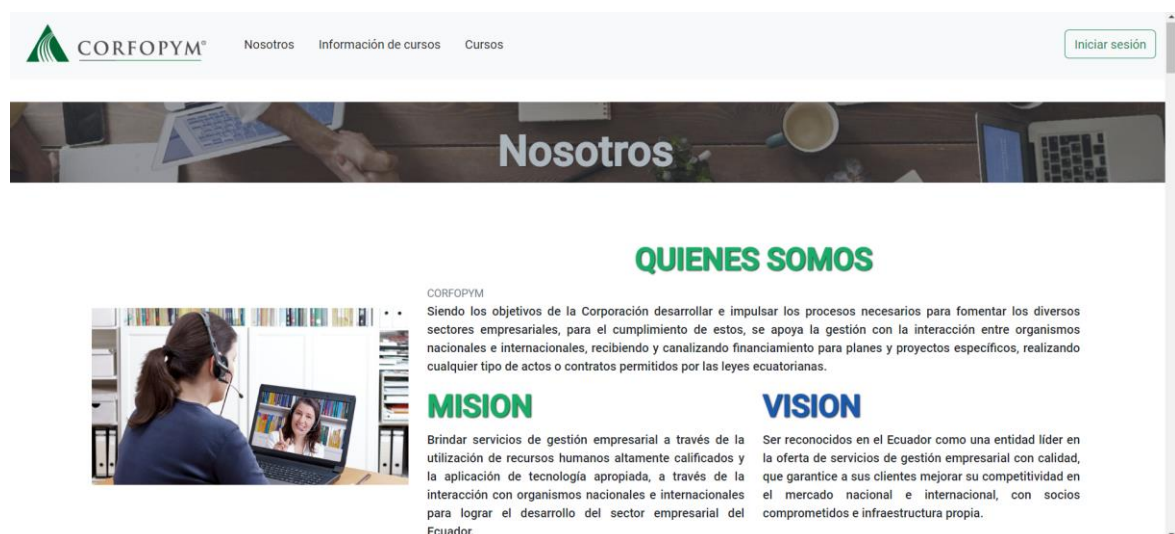 CORFOPYM®
Nosotros
Información de cursos
Cursos
Iniciar sesión
Nosotros
QUIENES SOMOS
CORFOPYM
Siendo los objetivos de la Corporación desarrollar e impulsar los procesos necesarios para fomentar los diversos
sectores empresariales, para el cumplimiento de estos, se apoya la gestión con la interacción entre organismos
nacionales e internacionales, recibiendo y canalizando financiamiento para planes y proyectos específicos, realizando
cualquier tipo de actos o contratos permitidos por las leyes ecuatorianas.
MISION
Brindar servicios de gestión empresarial a través de la
utilización de recursos humanos altamente calificados y
la aplicación de tecnología apropiada, a través de la
interacción con organismos nacionales e internacionales
para lograr el desarrollo del sector empresarial del
Ecuador.
VISION
Ser reconocidos en el Ecuador como una entidad líder en
la oferta de servicios de gestión empresarial con calidad,
que garantice a sus clientes mejorar su competitividad en
el mercado nacional e internacional, con socios
comprometidos e infraestructura propia.